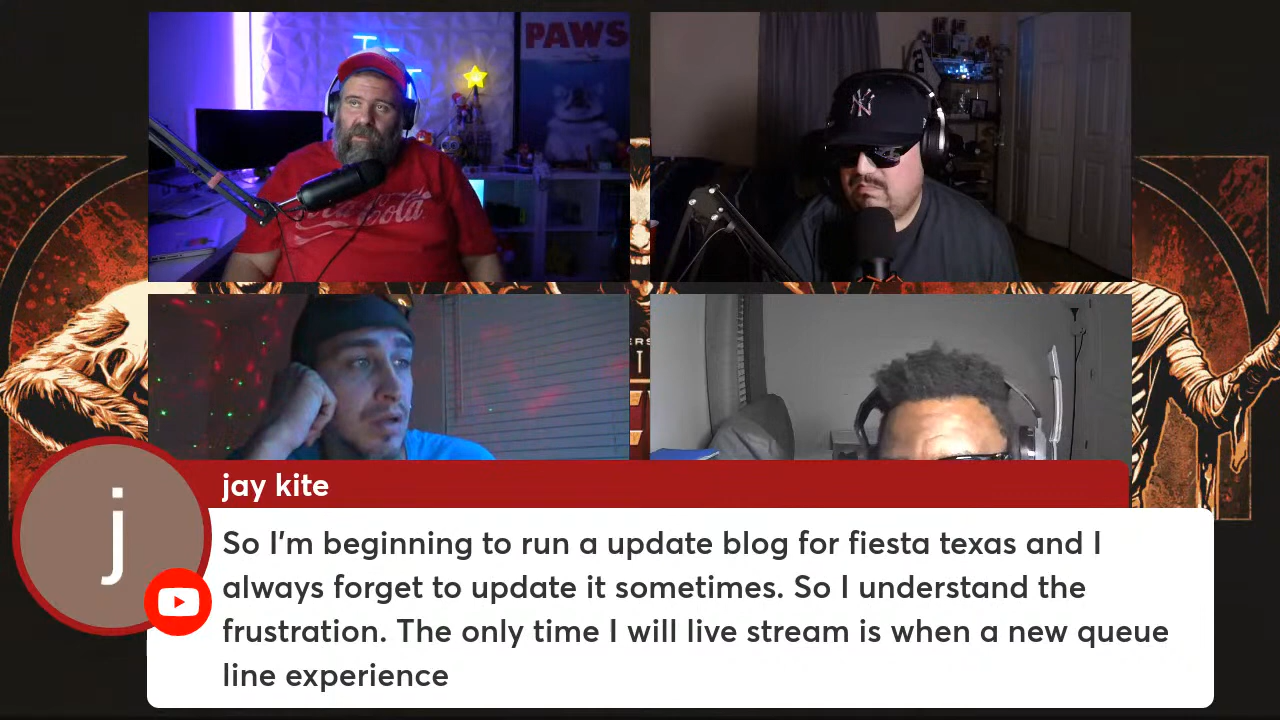 PAWS
NY
Coca-Cola
ERS
IT
j
jay kite
So I'm beginning to run a update blog for fiesta texas and I
always forget to update it sometimes. So I understand the
frustration. The only time I will live stream is when a new queue
line experience